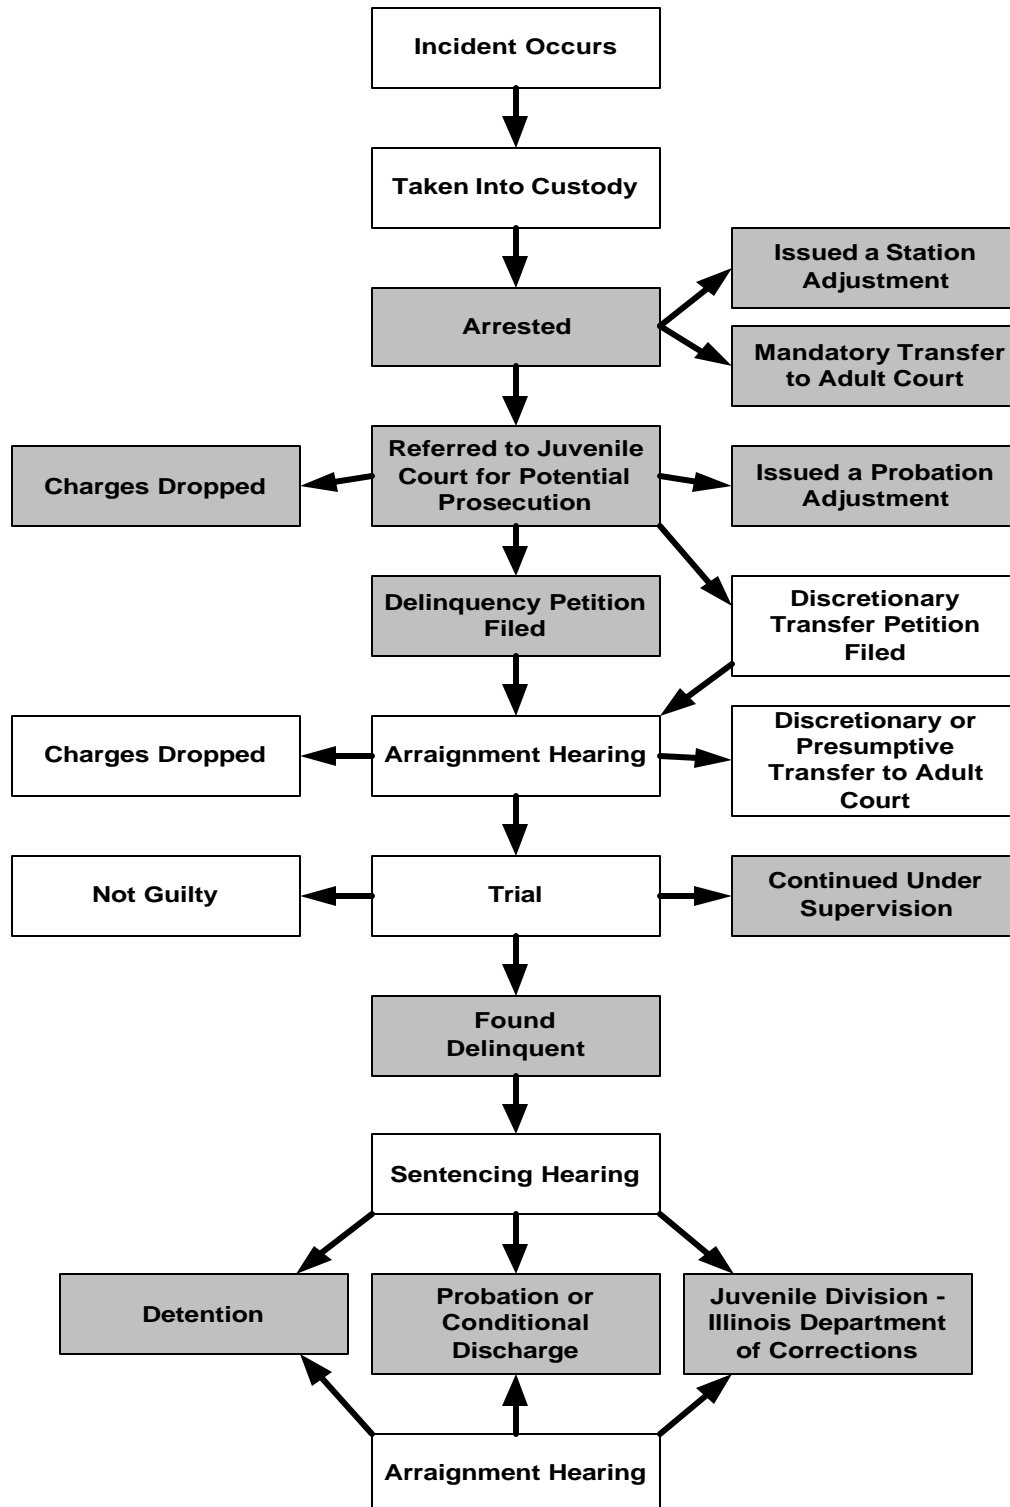 Incident Occurs
Taken Into Custody
Issued a Station
Adjustment
Arrested
Mandatory Transfer
to Adult Court
Charges Dropped
Referred to Juvenile
Court for Potential
Prosecution
Issued a Probation
Adjustment
Delinquency Petition
Filed
Discretionary
Transfer Petition
Filed
Charges Dropped
Arraignment Hearing
Discretionary or
Presumptive
Transfer to Adult
Court
Not Guilty
Trial
Continued Under
Supervision
Found
Delinquent
Sentencing Hearing
Detention
Probation or
Conditional
Discharge
Juvenile Division -
Illinois Department
of Corrections
Arraignment Hearing